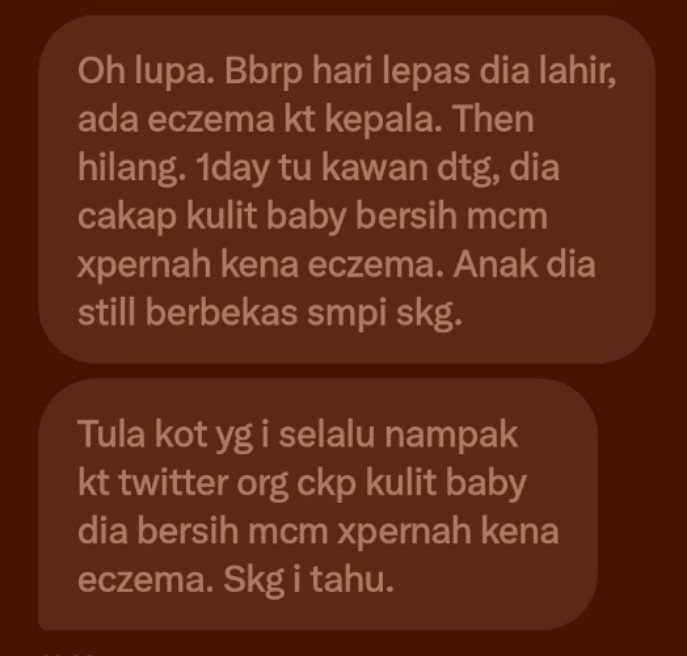 Oh lupa. Bbrp hari lepas dia lahir,
ada eczema kt kepala. Then
hilang. 1day tu kawan dtg, dia
cakap kulit baby bersih mcm
xpernah kena eczema. Anak dia
still berbekas smpi skg.
Tula kot yg i selalu nampak
kt twitter org ckp kulit baby
dia bersih mcm xpernah kena
eczema. Skg i tahu.